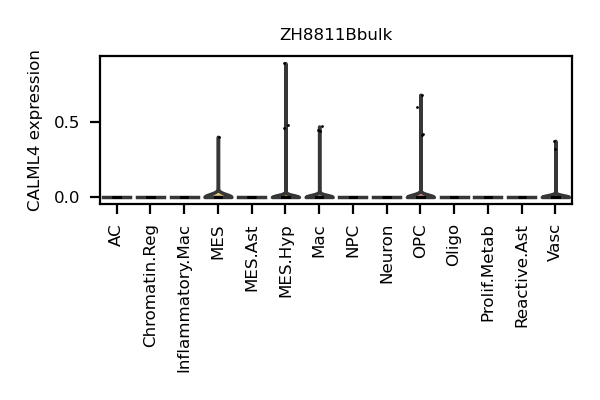 ZH8811Bbulk
CALML4 expression
0.5
0.0
AC
Chromatin.Reg
Inflammatory.Mac
MES
MES.Ast
MES.Hyp
Mac
NPC
Neuron
OPC
Oligo
Prolif.Metab
Reactive.Ast
Vasc